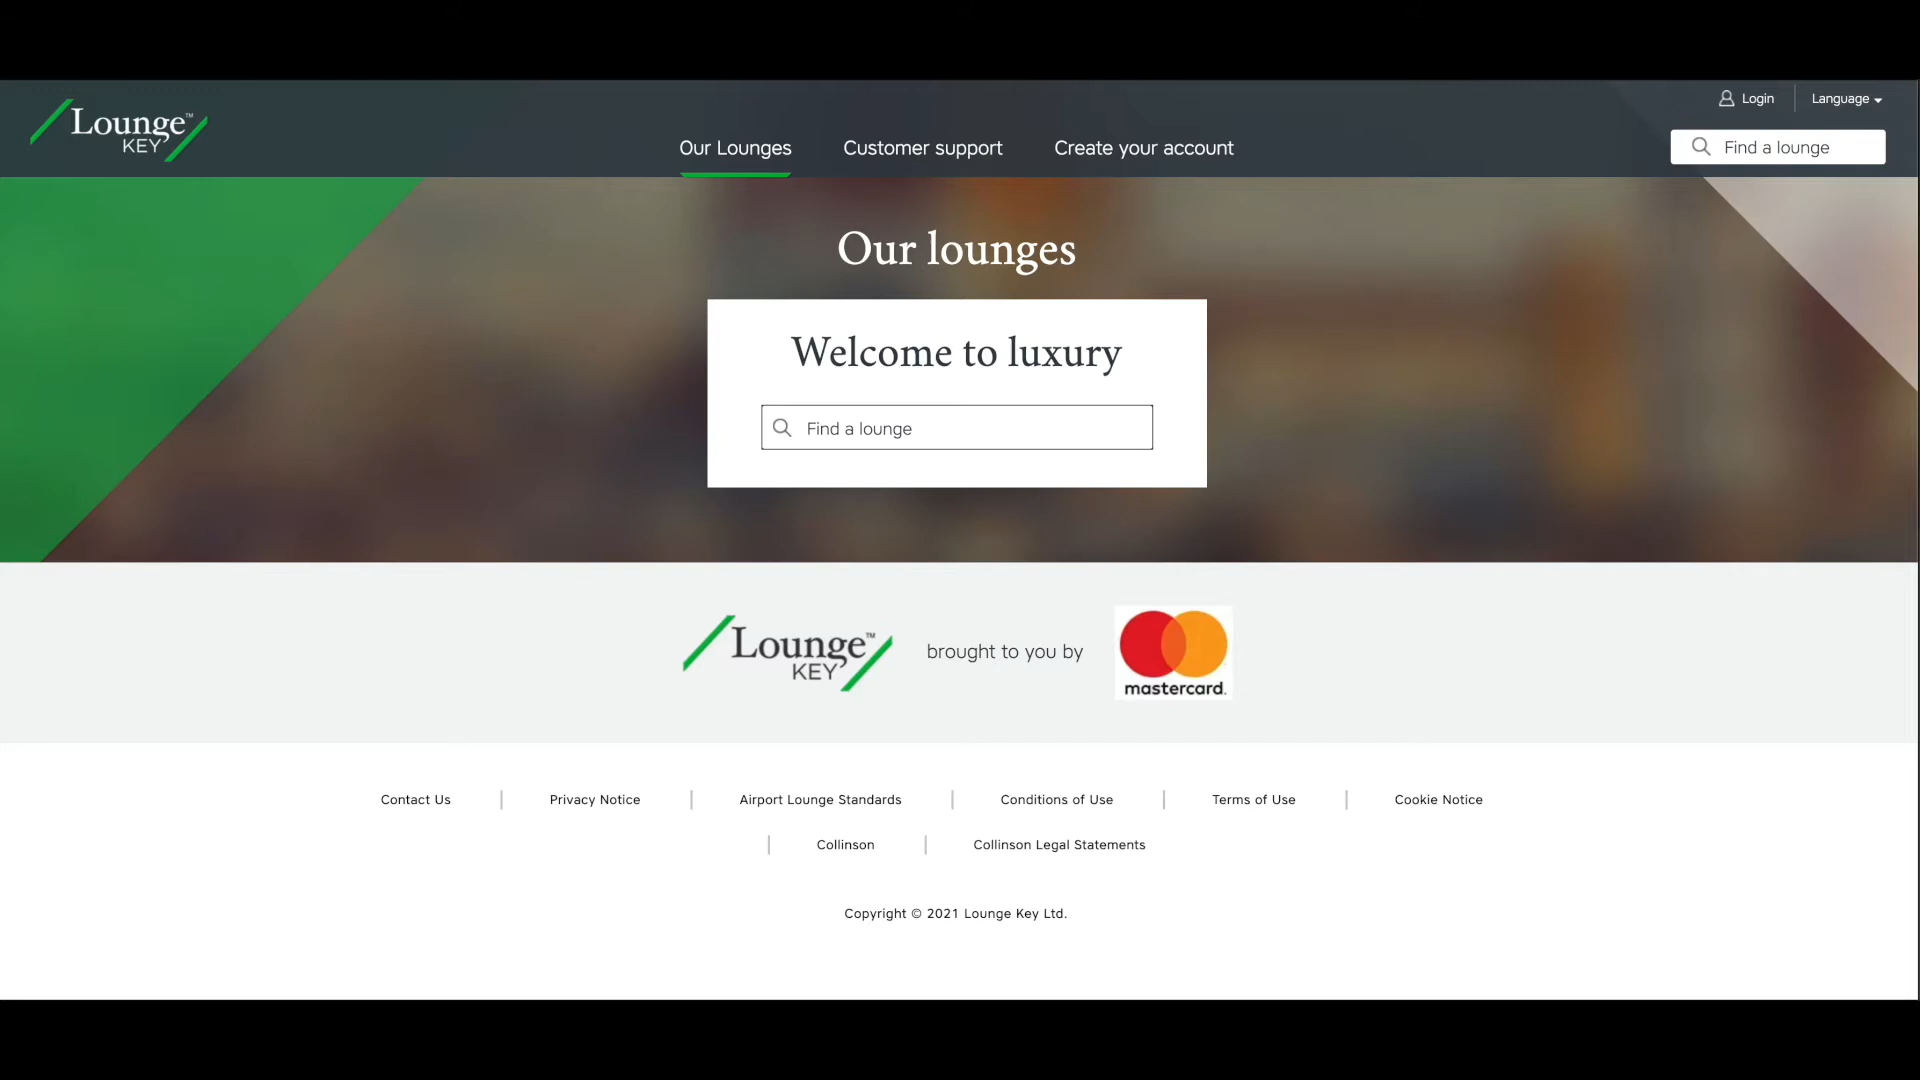 Lounge™
KEY
Login
Language
Our Lounges
Customer support
Create your account
Find a lounge
Our lounges
Welcome to luxury
Find a lounge
Lounge™
KEY
brought to you by
mastercard.
Contact Us
Privacy Notice
Airport Lounge Standards
Conditions of Use
Terms of Use
Cookie Notice
Collinson
Collinson Legal Statements
Copyright © 2021 Lounge Key Ltd.